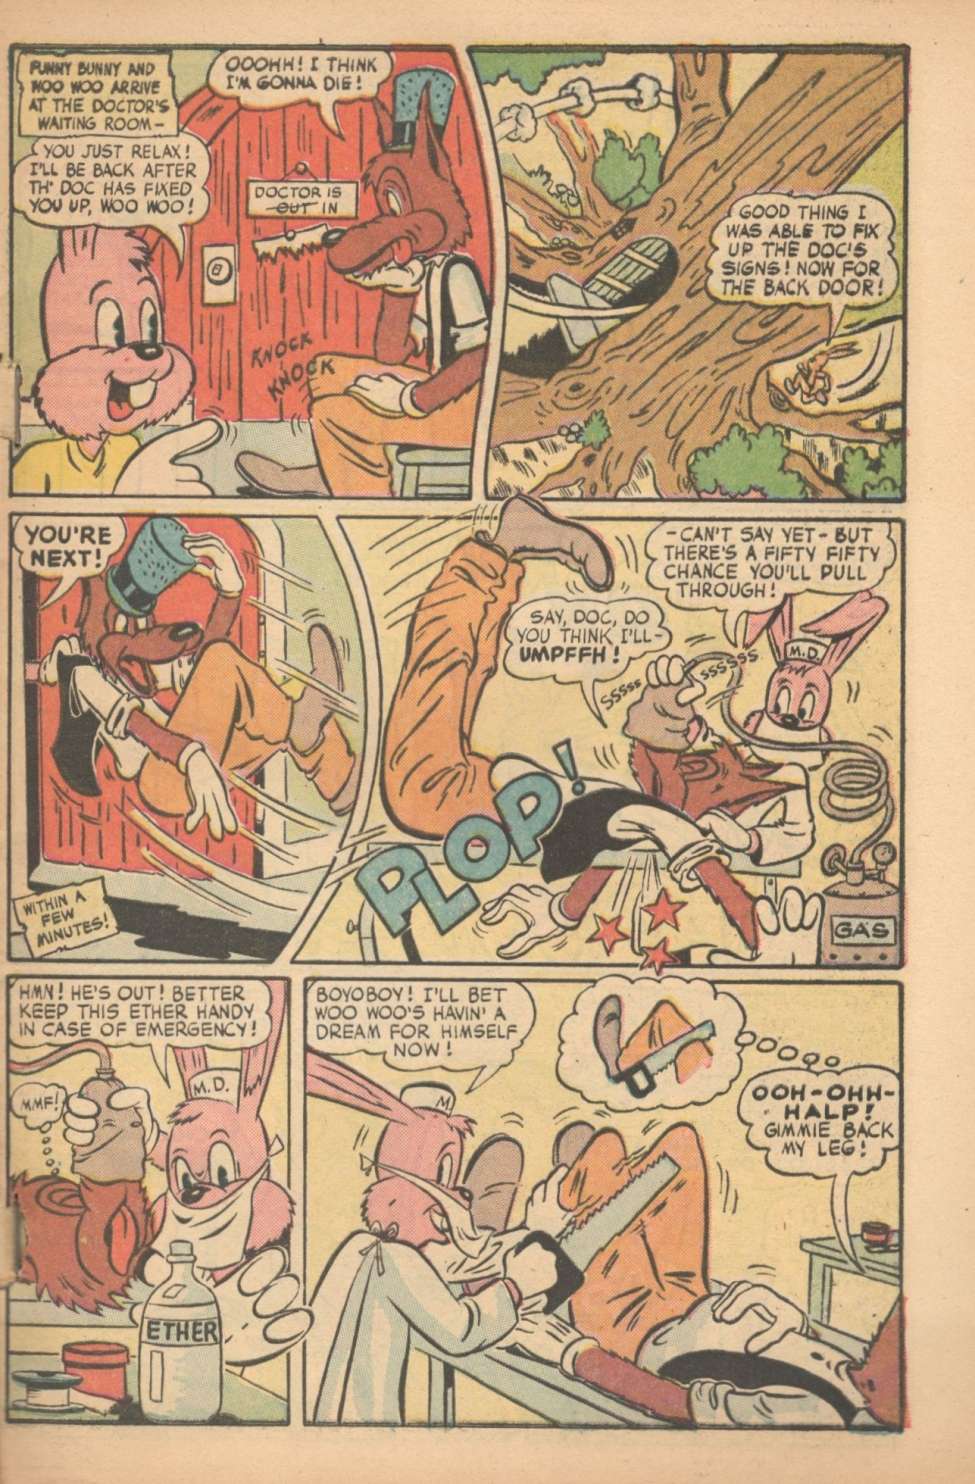 FUNNY BUNNY AND
WOO WOO ARRIVE
AT THE DOCTOR'S
WAITING ROOM—
YOU JUST RELAX!
I'LL BE BACK AFTER
TH' DOC HAS FIXED
YOU UP, WOO WOO!
OOOHH! I THINK
I'M GONNA DIE!
DOCTOR IS
OUT IN
KNOCK
KNOCK
GOOD THING I
WAS ABLE TO FIX
UP THE DOC'S
SIGNS! NOW FOR
THE BACK DOOR!
YOU'RE
NEXT!
WITHIN A
FEW
MINUTES!
SAY, DOC, DO
YOU THINK I'LL-
UMPFFH!
-CAN'T SAY YET- BUT
THERE'S A FIFTY FIFTY
CHANCE YOU'LL PULL
THROUGH!
M.D.
SSSSS
SSSSSS
PLOP!
GAS
HMN! HE'S OUT! BETTER
KEEP THIS ETHER HANDY
IN CASE OF EMERGENCY!
M.D.
MMF!
ETHER
BOYOBOY! I'LL BET
WOO WOO'S HAVIN' A
DREAM FOR HIMSELF
NOW!
M
OOH-OHH-
HALP!
GIMMIE BACK
MY LEG!